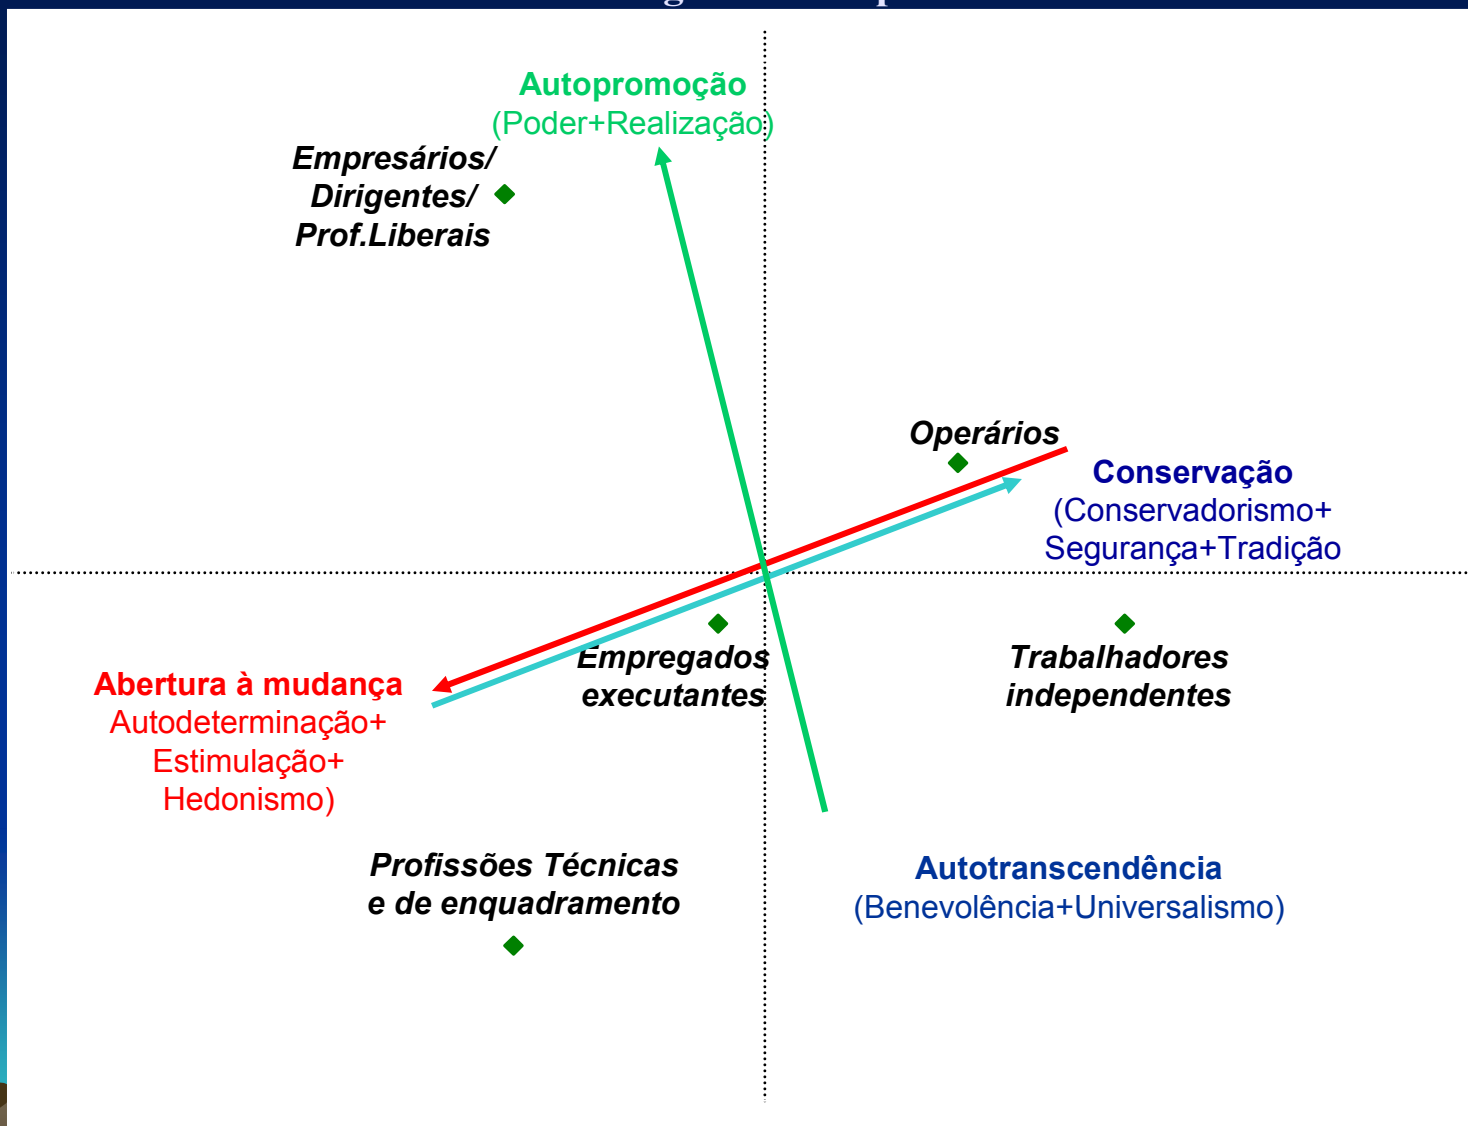 Autopromoção
(Poder+Realização)
Empresários/
Dirigentes/
Prof.Liberais
Operários
Conservação
(Conservadorismo+
Segurança+Tradição
Empregados
executantes
Trabalhadores
independentes
Abertura à mudança
Autodeterminação+
Estimulação+
Hedonismo)
Profissões Técnicas
e de enquadramento
Autotranscendência
(Benevolência+Universalismo)